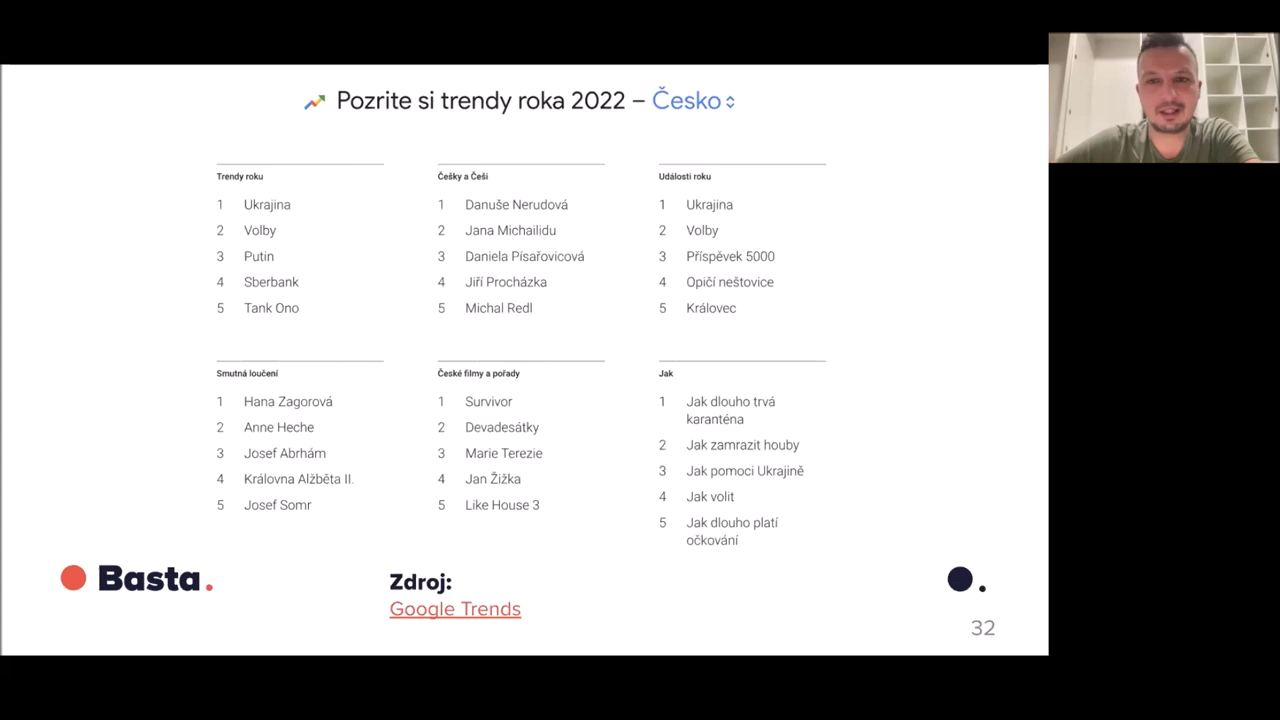 Pozrite si trendy roka 2022 – Česko
Trendy roku
1 Ukrajina
2 Volby
3 Putin
4 Sberbank
5 Tank Ono
Češky a Češi
1 Danuše Nerudová
2 Jana Michailidu
3 Daniela Písařovicová
4 Jiří Procházka
5 Michal Redl
Události roku
1 Ukrajina
2 Volby
3 Příspěvek 5000
4 Opičí neštovice
5 Královec
Smutná loučení
1 Hana Zagorová
2 Anne Heche
3 Josef Abrhám
4 Královna Alžběta II.
5 Josef Somr
České filmy a pořady
1 Survivor
2 Devadesátky
3 Marie Terezie
4 Jan Žižka
5 Like House 3
Jak
1 Jak dlouho trvá
karanténa
2 Jak zamrazit houby
3 Jak pomoci Ukrajině
4 Jak volit
5 Jak dlouho platí
očkování
Basta.
Zdroj:
Google Trends
32